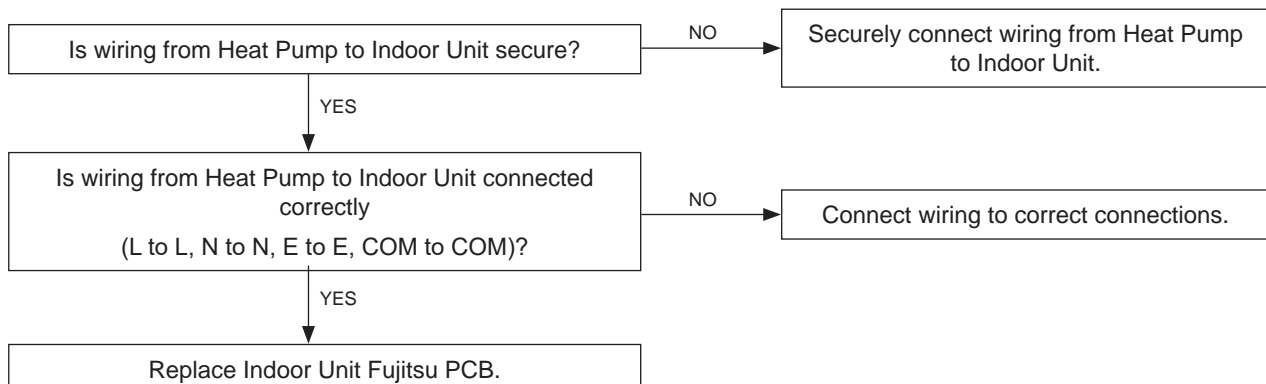 Is wiring from Heat Pump to Indoor Unit secure?
NO
Securely connect wiring from Heat Pump
to Indoor Unit.
YES
Is wiring from Heat Pump to Indoor Unit connected
correctly
(L to L, N to N, E to E, COM to COM)?
NO
Connect wiring to correct connections.
YES
Replace Indoor Unit Fujitsu PCB.